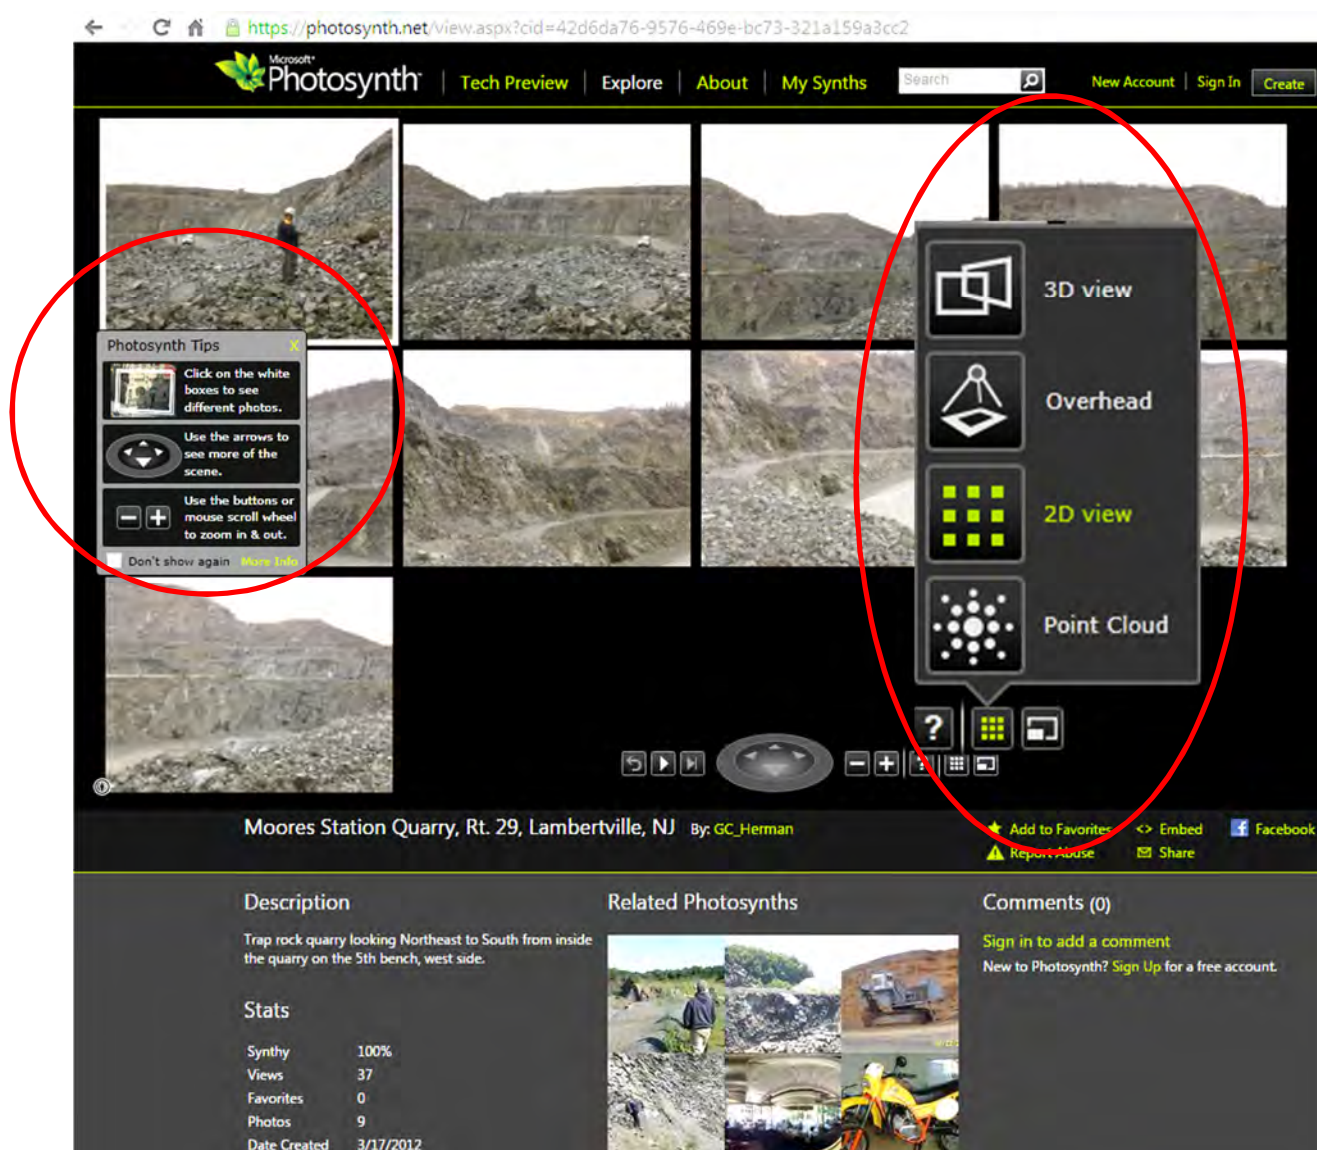 https://photosynth.net/view.aspx?cid=42d6da76-9576-469e-bc73-321a159a3cc2
Microsoft®
Photosynth™
Tech Preview
Explore
About
My Synths
Search
New Account
Sign In
Create
Photosynth Tips
X
Click on the white
boxes to see
different photos.
Use the arrows to
see more of the
scene.
Use the buttons or
mouse scroll wheel
to zoom in & out.
Don't show again
More Info
3D view
Overhead
2D view
Point Cloud
?
?
Moores Station Quarry, Rt. 29, Lambertville, NJ By: GC_Herman
Add to Favorites
<> Embed
Facebook
Report Abuse
Share
Description
Trap rock quarry looking Northeast to South from inside
the quarry on the 5th bench, west side.
Stats
Synthy 100%
Views 37
Favorites 0
Photos 9
Date Created 3/17/2012
Related Photosynths
Comments (0)
Sign in to add a comment
New to Photosynth? Sign Up for a free account.